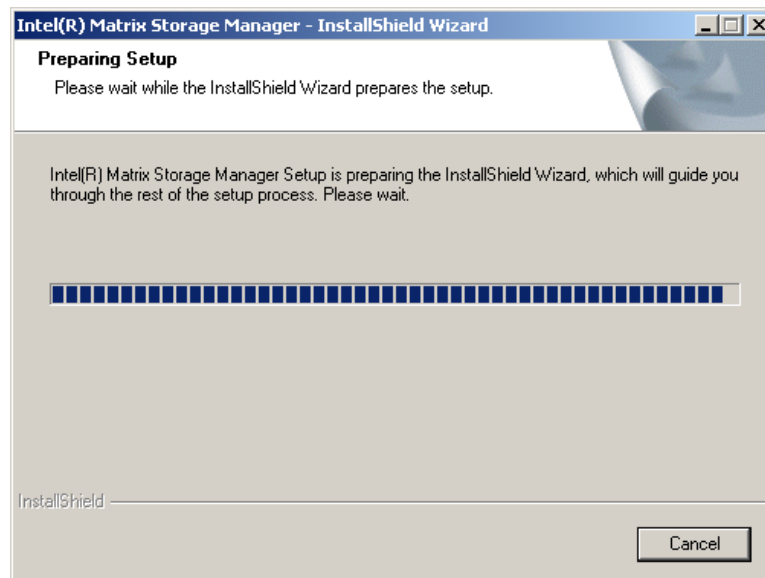 Intel(R) Matrix Storage Manager - InstallShield Wizard
Preparing Setup
Please wait while the InstallShield Wizard prepares the setup.
Intel(R) Matrix Storage Manager Setup is preparing the InstallShield Wizard, which will guide you
through the rest of the setup process. Please wait.
InstallShield
Cancel